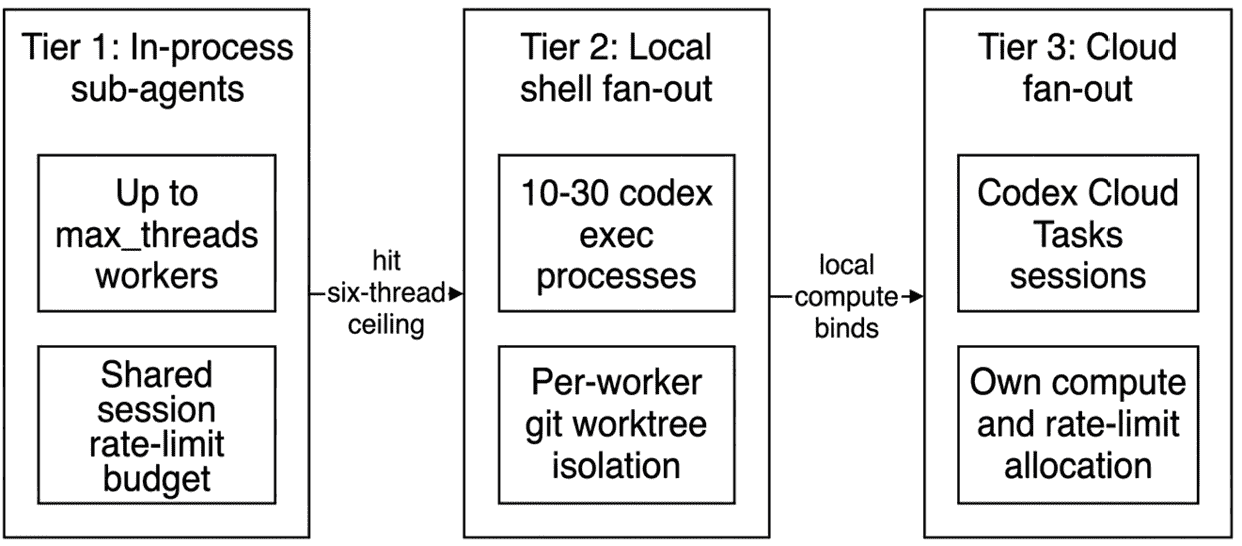 Tier 1: In-process
sub-agents
Up to
max_threads
workers
Shared
session
rate-limit
budget
hit
six-thread
ceiling
Tier 2: Local
shell fan-out
10-30 codex
exec
processes
Per-worker
git worktree
isolation
local
compute
binds
Tier 3: Cloud
fan-out
Codex Cloud
Tasks
sessions
Own compute
and rate-limit
allocation